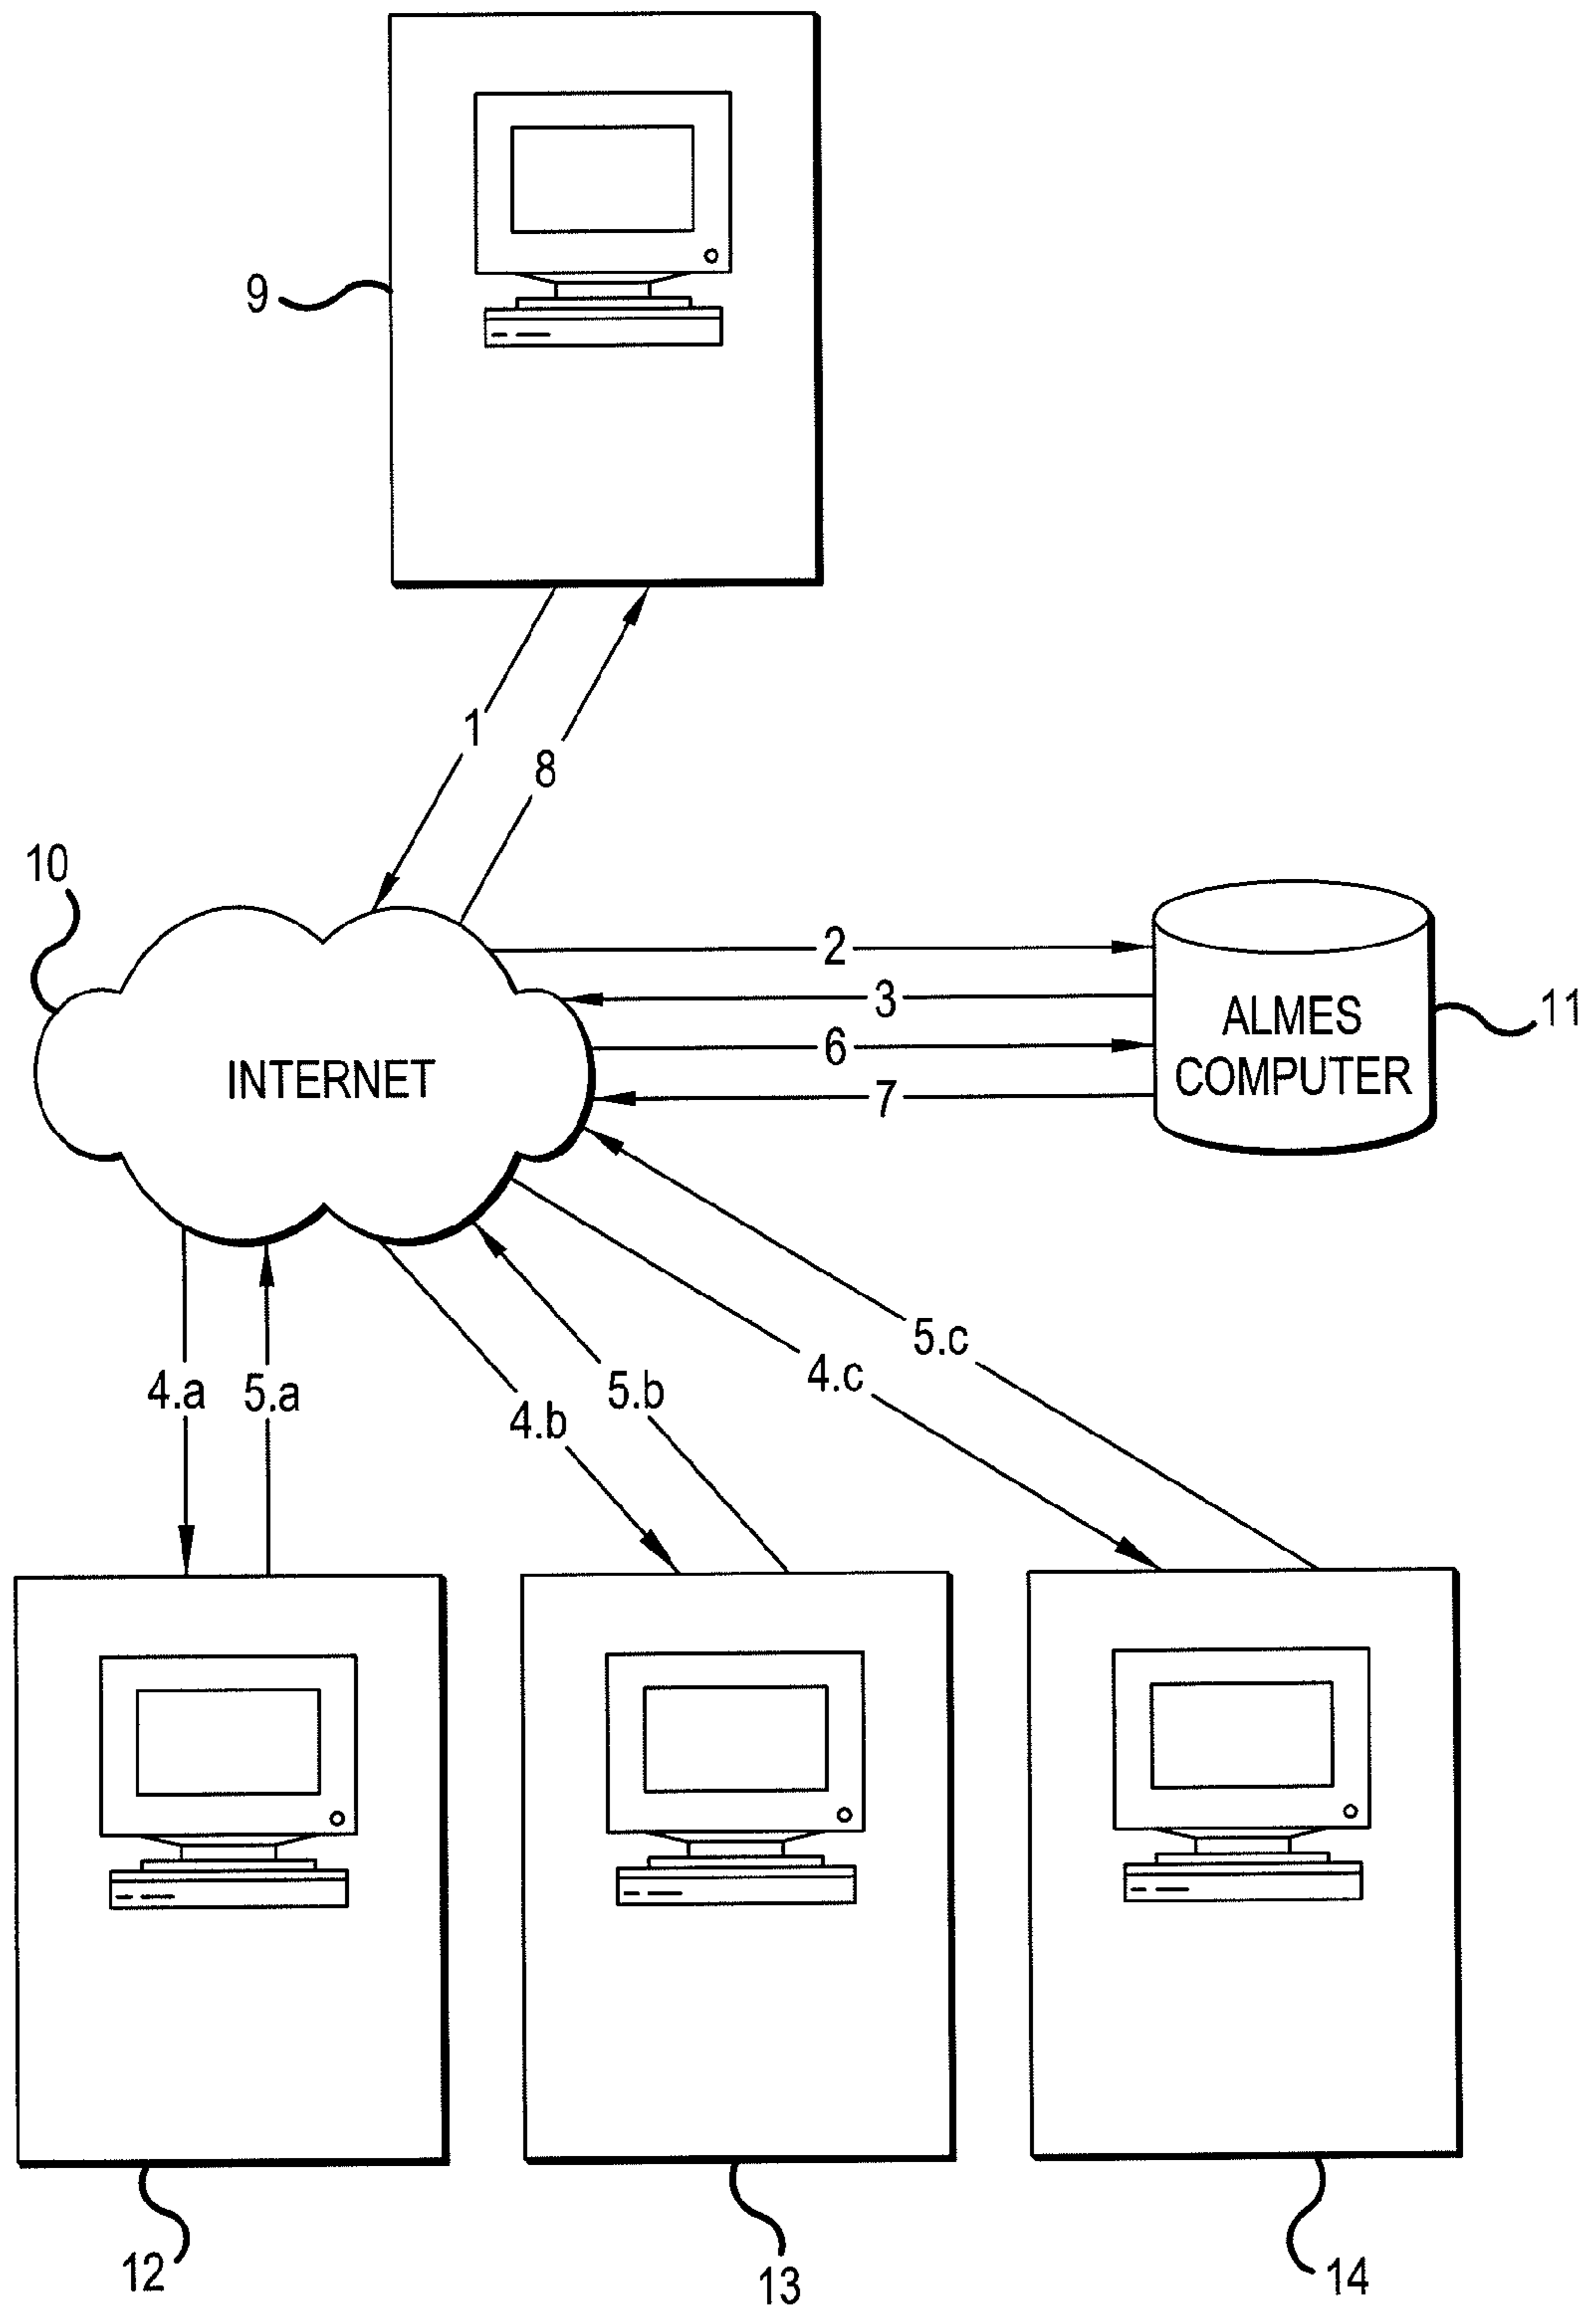 9
1
8
10
2
3
ALMES
COMPUTER
11
6
INTERNET
7
5.c
4.c
4.a
5.a
5.b
4.b
12
13
14